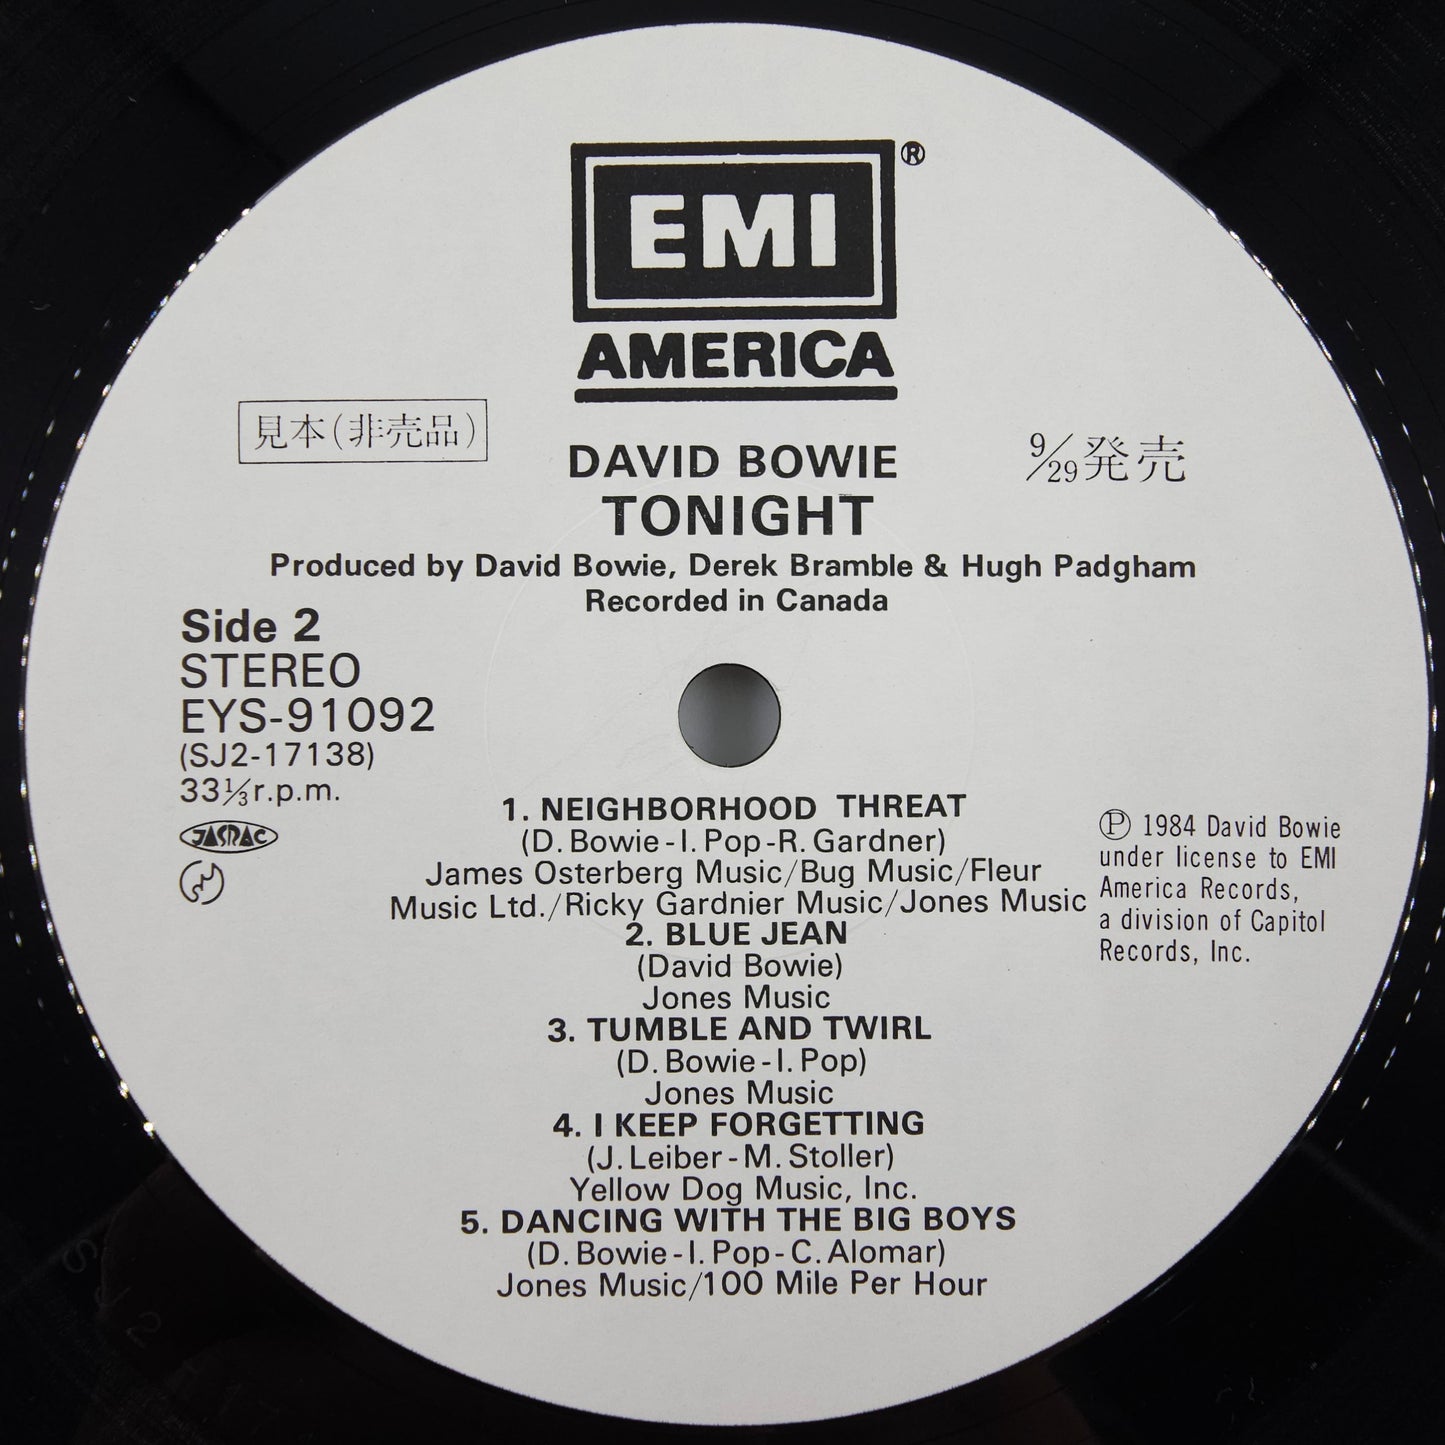 EMI ®
AMERICA
見本(非売品)
9/29発売
DAVID BOWIE
TONIGHT
Produced by David Bowie, Derek Bramble & Hugh Padgham
Recorded in Canada
Side 2
STEREO
EYS-91092
(SJ2-17138)
33⅓r.p.m.
JASRAC
1. NEIGHBORHOOD THREAT
(D. Bowie-I. Pop-R. Gardner)
James Osterberg Music/Bug Music/Fleur
Music Ltd./Ricky Gardnier Music/Jones Music
2. BLUE JEAN
(David Bowie)
Jones Music
3. TUMBLE AND TWIRL
(D. Bowie-I. Pop)
Jones Music
4. I KEEP FORGETTING
(J. Leiber-M. Stoller)
Yellow Dog Music, Inc.
5. DANCING WITH THE BIG BOYS
(D. Bowie-I. Pop-C. Alomar)
Jones Music/100 Mile Per Hour
Ⓟ 1984 David Bowie
under license to EMI
America Records,
a division of Capitol
Records, Inc.